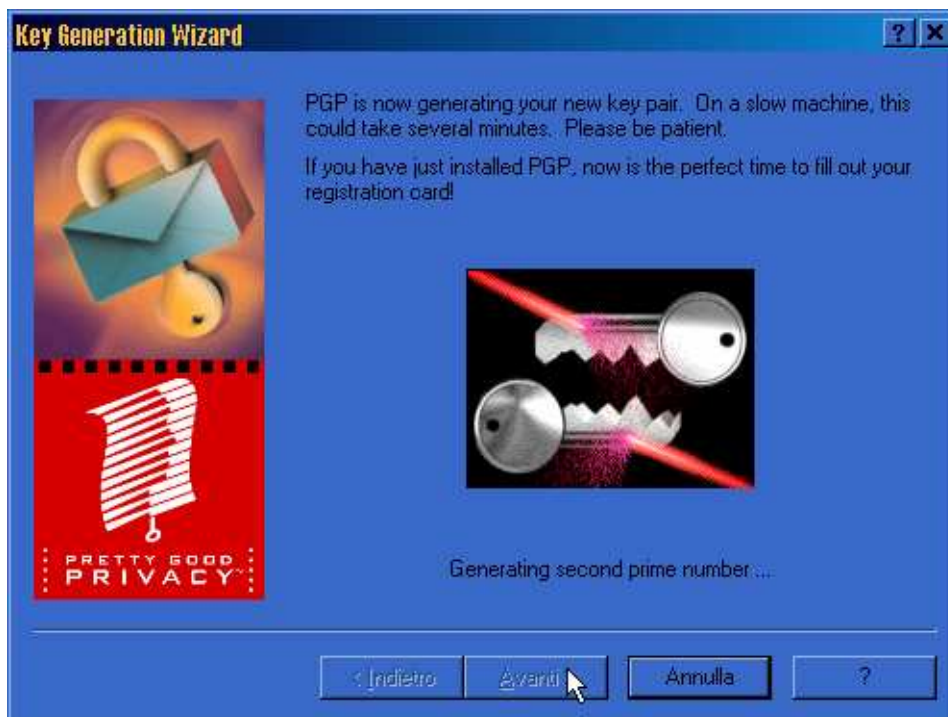 Key Generation Wizard
? X
PGP is now generating your new key pair. On a slow machine, this
could take several minutes. Please be patient.
If you have just installed PGP, now is the perfect time to fill out your
registration card!
PRETTY GOOD
PRIVACY
Generating second prime number ...
< Indietro
Avanti
Annulla
?